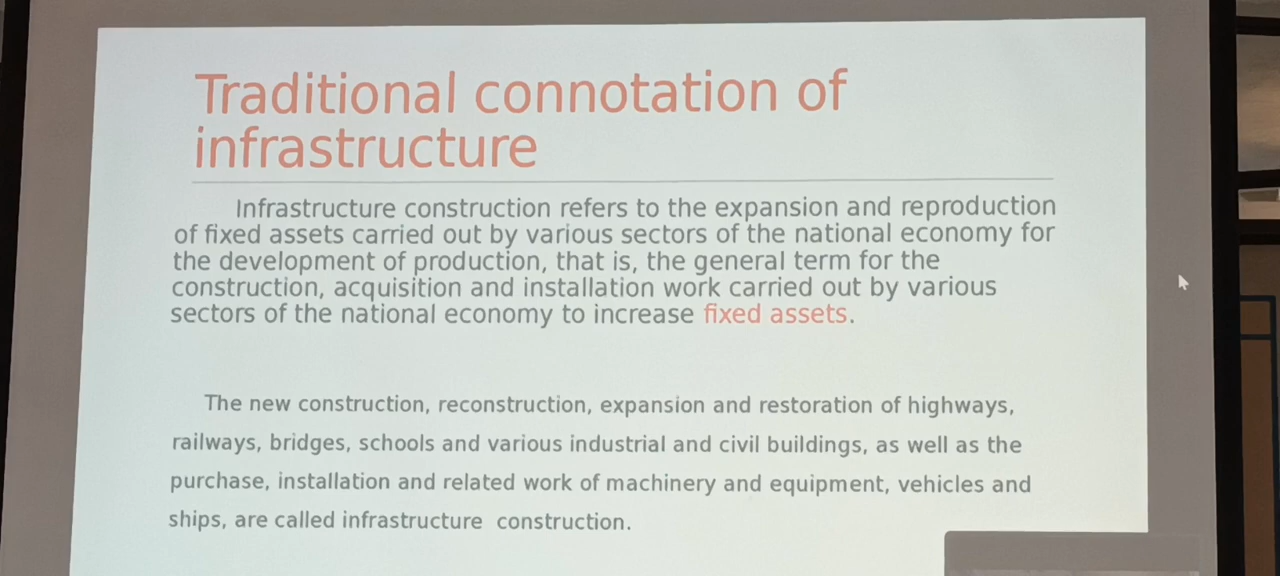 Traditional connotation of
infrastructure
Infrastructure construction refers to the expansion and reproduction
of fixed assets carried out by various sectors of the national economy for
the development of production, that is, the general term for the
construction, acquisition and installation work carried out by various
sectors of the national economy to increase fixed assets.
The new construction, reconstruction, expansion and restoration of highways,
railways, bridges, schools and various industrial and civil buildings, as well as the
purchase, installation and related work of machinery and equipment, vehicles and
ships, are called infrastructure construction.